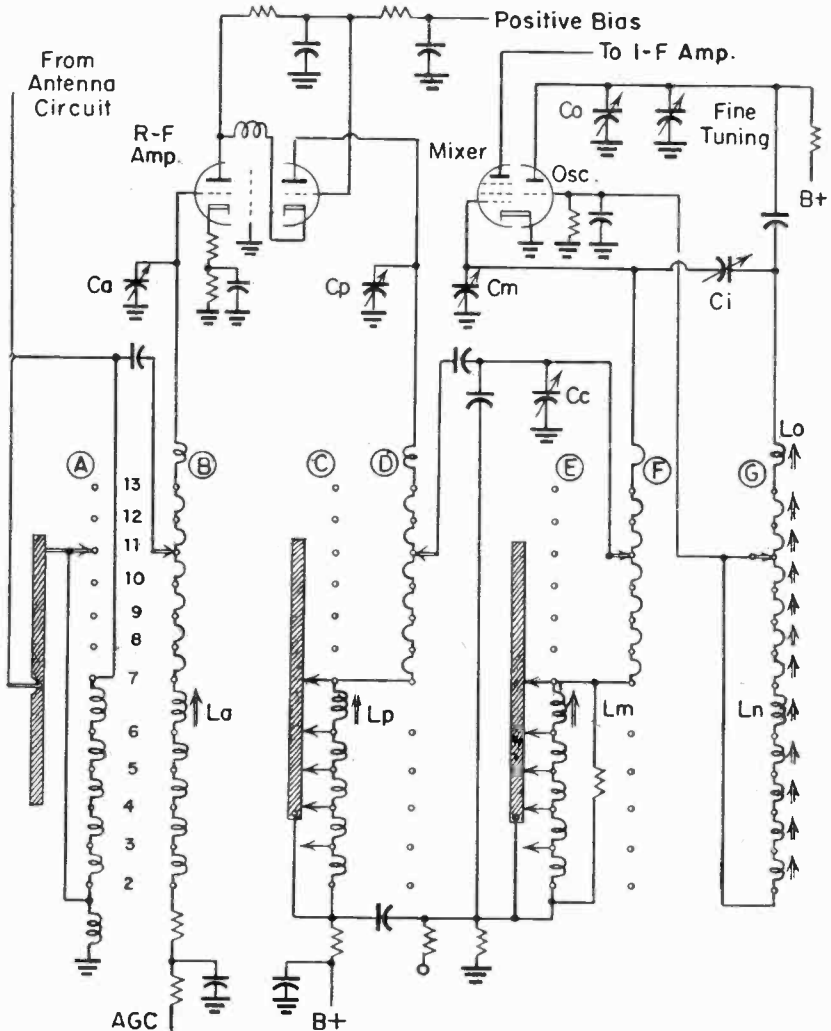 Positive Bias
From
Antenna
Circuit
To I-F Amp.
R-F
Amp.
Mixer
Osc.
Co
Fine
Tuning
B+
Ca
Cp
Cm
Ci
Cc
Lo
A
B
C
D
E
F
G
13
12
11
10
9
8
7
6
5
4
3
2
La
Lp
Lm
Ln
AGC
B+